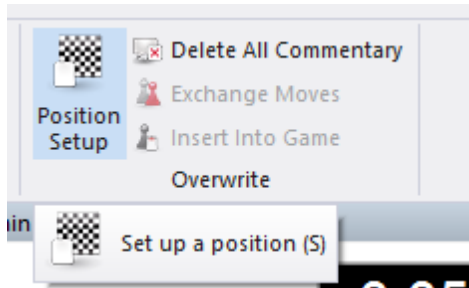 Delete All Commentary
Exchange Moves
Position
Setup
Insert Into Game
Overwrite
Set up a position (S)